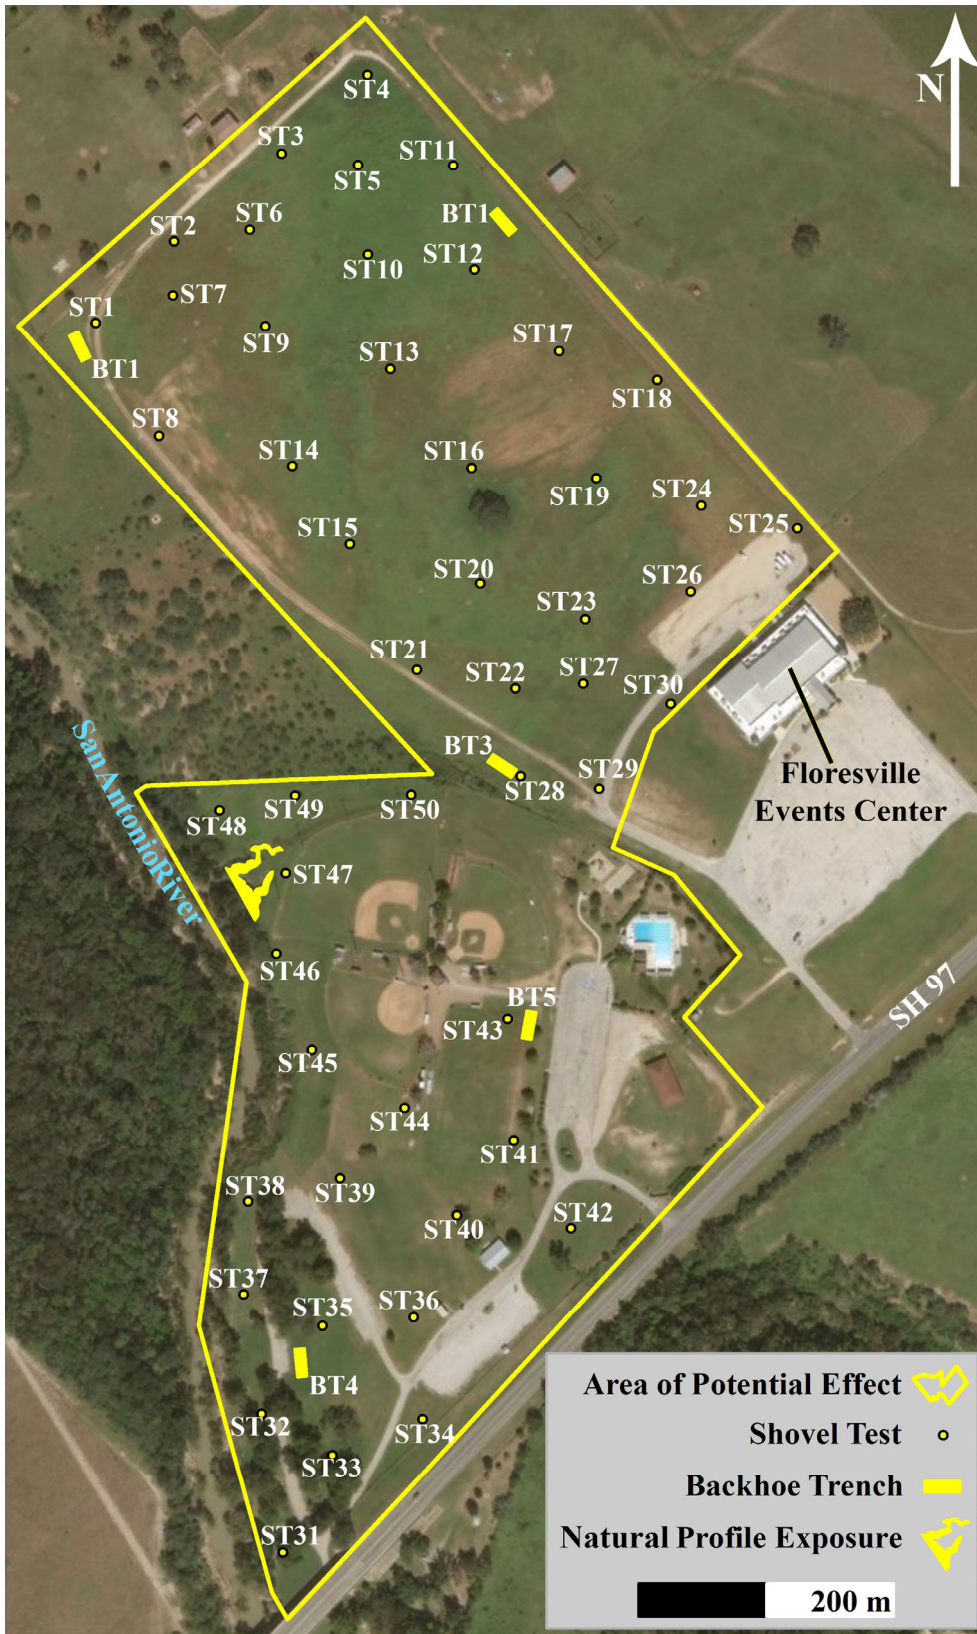 N
ST4
ST3
ST11
ST5
BT1
ST6
ST2
ST12
ST10
ST7
ST1
ST9
ST17
BT1
ST13
ST18
ST8
ST14
ST16
ST19
ST24
ST25
ST15
ST20
ST26
ST23
ST21
ST22
ST27
ST30
BT3
ST28
ST29
Floresville
Events Center
San Antonio River
ST49
ST50
ST48
ST47
ST46
BT5
ST43
SH 97
ST45
ST44
ST41
ST38
ST39
ST40
ST42
ST37
ST35
ST36
BT4
ST32
ST34
ST33
ST31
Area of Potential Effect
Shovel Test
Backhoe Trench
Natural Profile Exposure
200 m